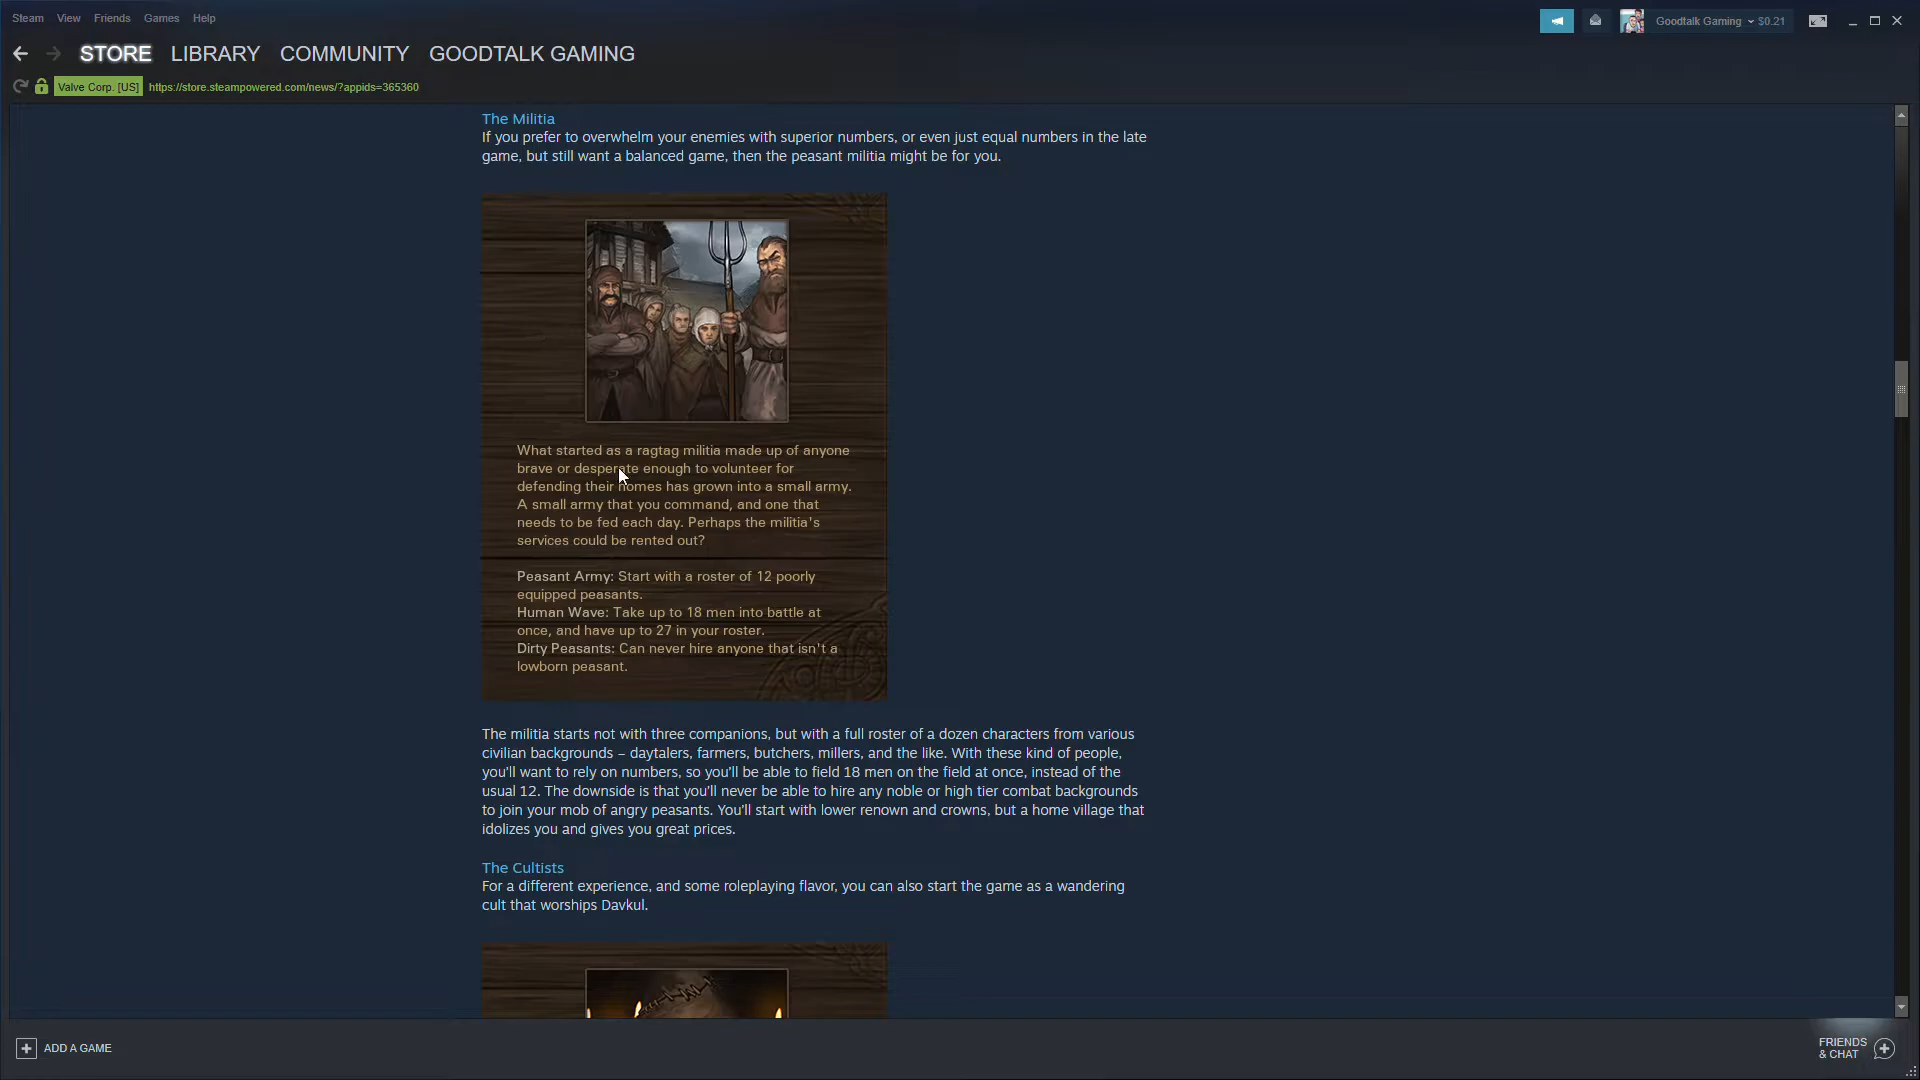 Steam View Friends Games Help
Goodtalk Gaming $0.21
STORE LIBRARY COMMUNITY GOODTALK GAMING
Valve Corp. [US] https://store.steampowered.com/news/?appids=365360
The Militia
If you prefer to overwhelm your enemies with superior numbers, or even just equal numbers in the late
game, but still want a balanced game, then the peasant militia might be for you.
What started as a ragtag militia made up of anyone
brave or desperate enough to volunteer for
defending their homes has grown into a small army.
A small army that you command, and one that
needs to be fed each day. Perhaps the militia's
services could be rented out?
Peasant Army: Start with a roster of 12 poorly
equipped peasants.
Human Wave: Take up to 18 men into battle at
once, and have up to 27 in your roster.
Dirty Peasants: Can never hire anyone that isn't a
lowborn peasant.
The militia starts not with three companions, but with a full roster of a dozen characters from various
civilian backgrounds – daytalers, farmers, butchers, millers, and the like. With these kind of people,
you'll want to rely on numbers, so you'll be able to field 18 men on the field at once, instead of the
usual 12. The downside is that you'll never be able to hire any noble or high tier combat backgrounds
to join your mob of angry peasants. You'll start with lower renown and crowns, but a home village that
idolizes you and gives you great prices.
The Cultists
For a different experience, and some roleplaying flavor, you can also start the game as a wandering
cult that worships Davkul.
ADD A GAME
FRIENDS
& CHAT